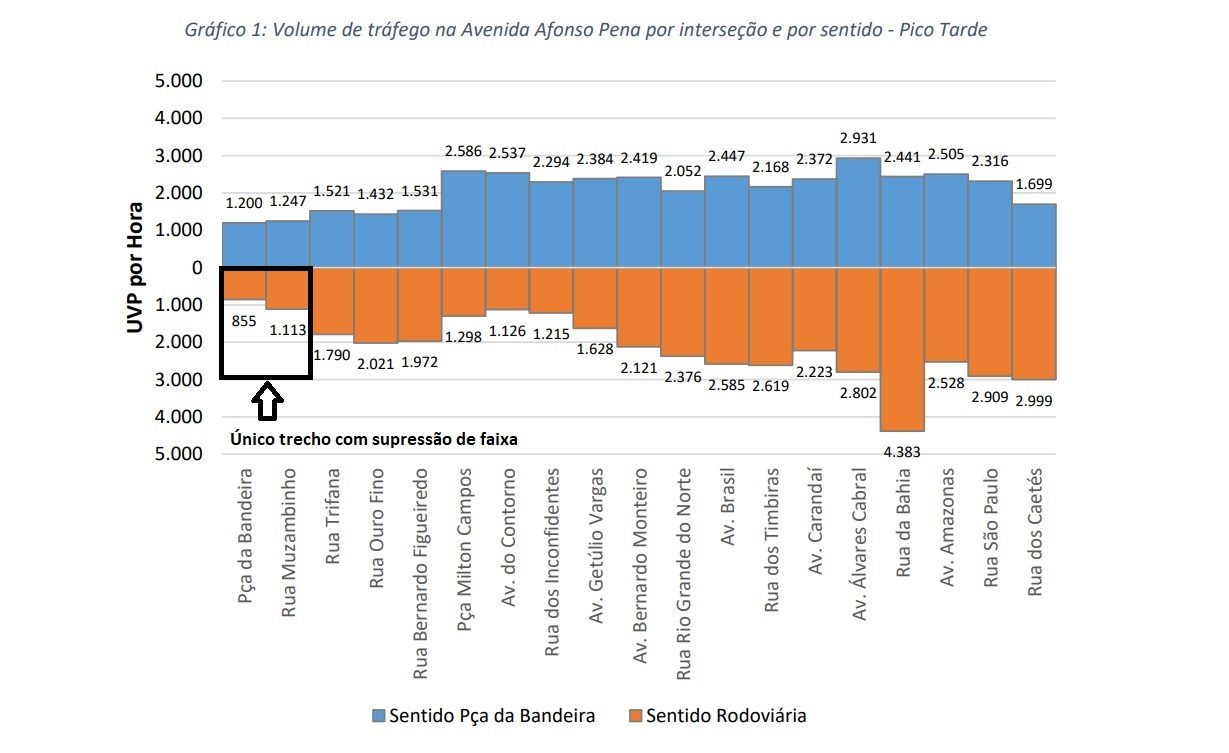 Gráfico 1: Volume de tráfego na Avenida Afonso Pena por interseção e por sentido - Pico Tarde
UVP por Hora
5.000
4.000
3.000
2.000
1.000
0
1.000
2.000
3.000
4.000
5.000
1.200
1.247
1.521
1.432
1.531
2.586
2.537
2.294
2.384
2.419
2.052
2.447
2.168
2.372
2.931
2.441
2.505
2.316
1.699
855
1.113
1.790
2.021
1.972
1.298
1.126
1.215
1.628
2.121
2.376
2.585
2.619
2.223
2.802
4.383
2.528
2.909
2.999
Único trecho com supressão de faixa
Pça da Bandeira
Rua Muzambinho
Rua Trifana
Rua Ouro Fino
Rua Bernardo Figueiredo
Pça Milton Campos
Av. do Contorno
Rua dos Inconfidentes
Av. Getúlio Vargas
Av. Bernardo Monteiro
Rua Rio Grande do Norte
Av. Brasil
Rua dos Timbiras
Av. Carandaí
Av. Álvares Cabral
Rua da Bahia
Av. Amazonas
Rua São Paulo
Rua dos Caetés
Sentido Pça da Bandeira
Sentido Rodoviária